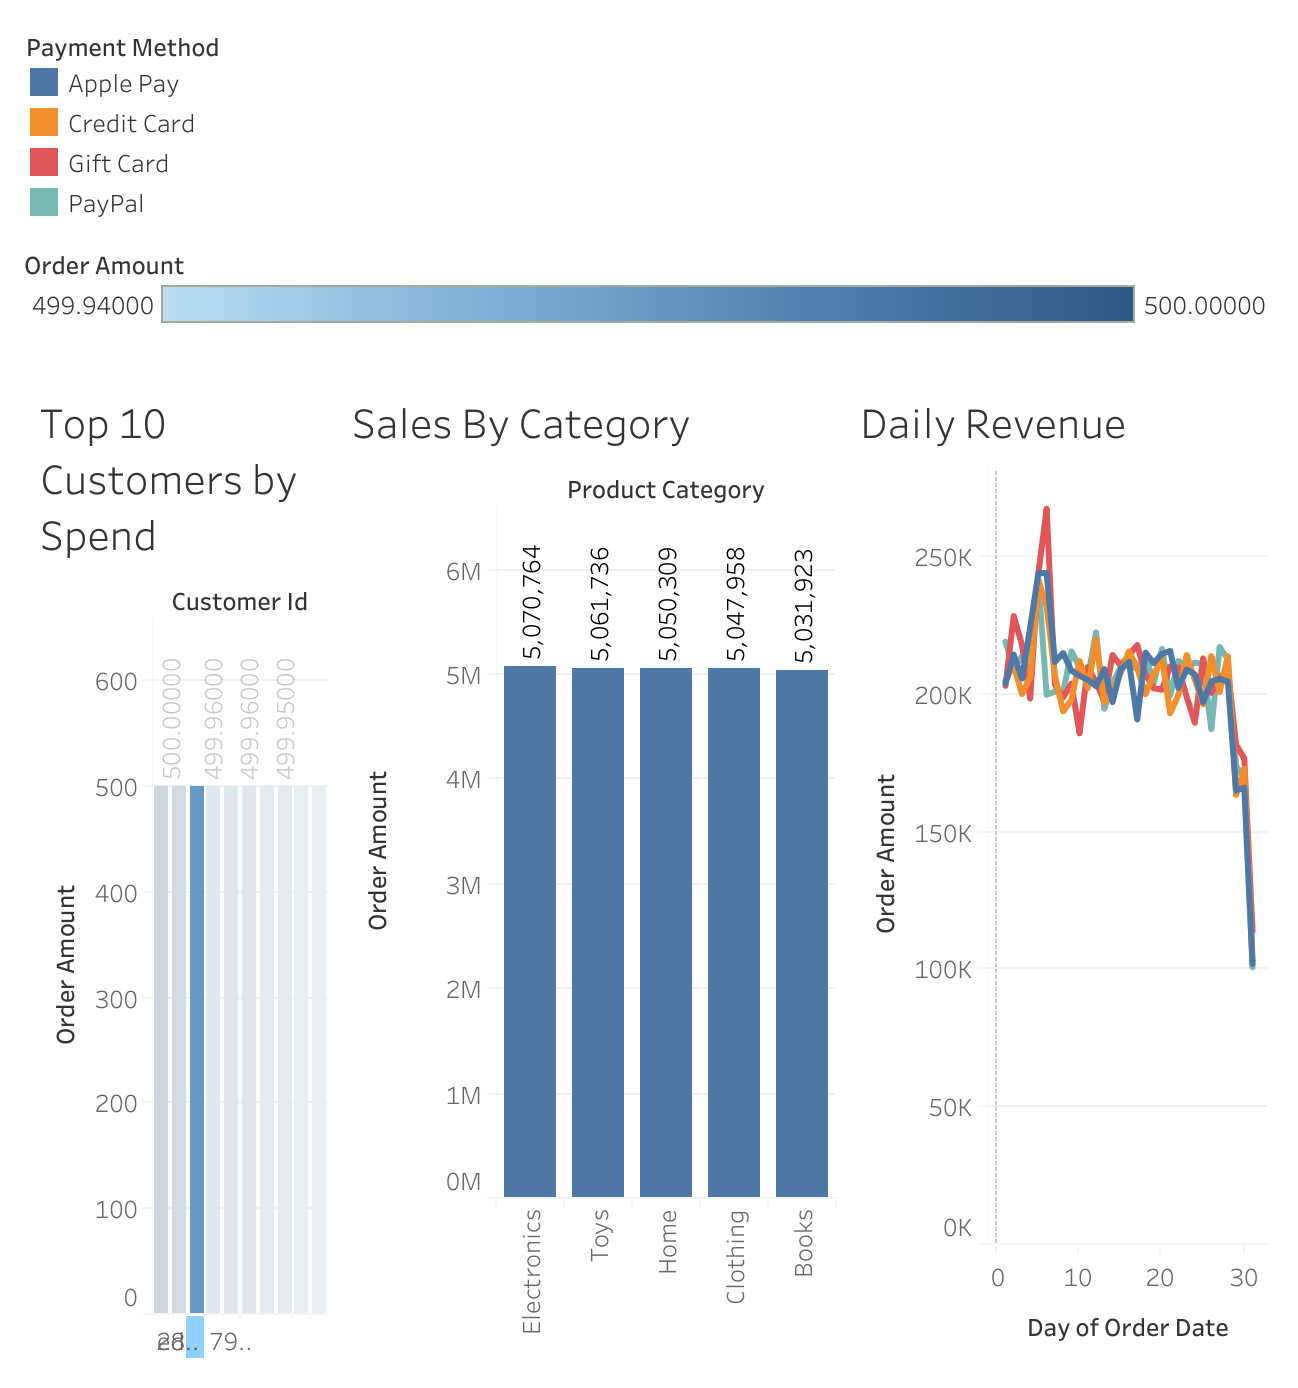 Payment Method
Apple Pay
Credit Card
Gift Card
PayPal
Order Amount
499.94000
500.00000
Top 10
Customers by
Spend
Customer Id
600
500
400
300
200
100
0
Order Amount
500.00000
499.96000
499.96000
499.95000
79..
Sales By Category
Product Category
6M
5M
4M
3M
2M
1M
0M
Order Amount
5,070,764
5,061,736
5,050,309
5,047,958
5,031,923
Electronics
Toys
Home
Clothing
Books
Daily Revenue
250K
200K
150K
100K
50K
0K
Order Amount
0
10
20
30
Day of Order Date